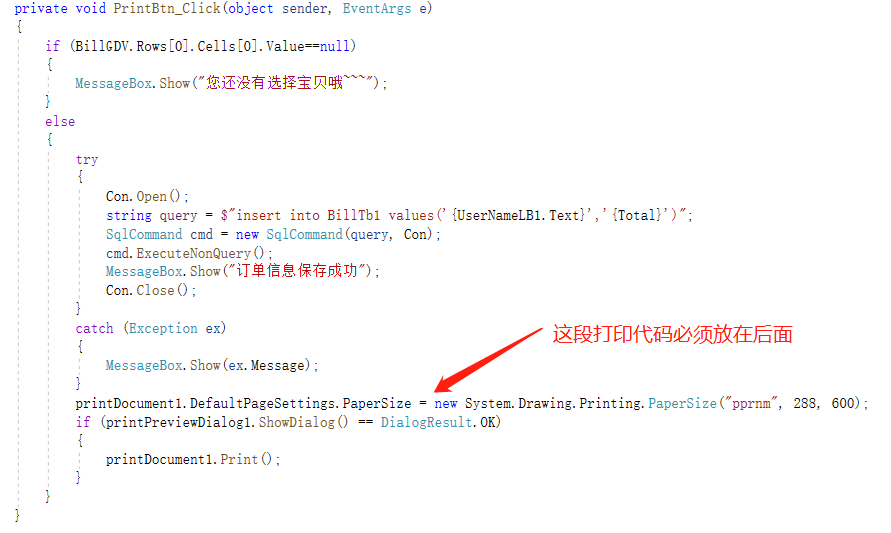 private void PrintBtn_Click(object sender, EventArgs e)
{
if (BillGDV.Rows[0].Cells[0].Value==null)
{
MessageBox.Show("您还没有选择宝贝哦~~~");
}
else
{
try
{
Con.Open();
string query = $"insert into BillTb1 values('{UserNameLB1.Text}','{Total}')";
SqlCommand cmd = new SqlCommand(query, Con);
cmd.ExecuteNonQuery();
MessageBox.Show("订单信息保存成功");
Con.Close();
}
catch (Exception ex)
这段打印代码必须放在后面
{
MessageBox.Show(ex.Message);
}
printDocument1.DefaultPageSettings.PaperSize = new System.Drawing.Printing.PaperSize("pprnm", 288, 600);
if (printPreviewDialog1.ShowDialog() == DialogResult.OK)
{
printDocument1.Print();
}
}
}